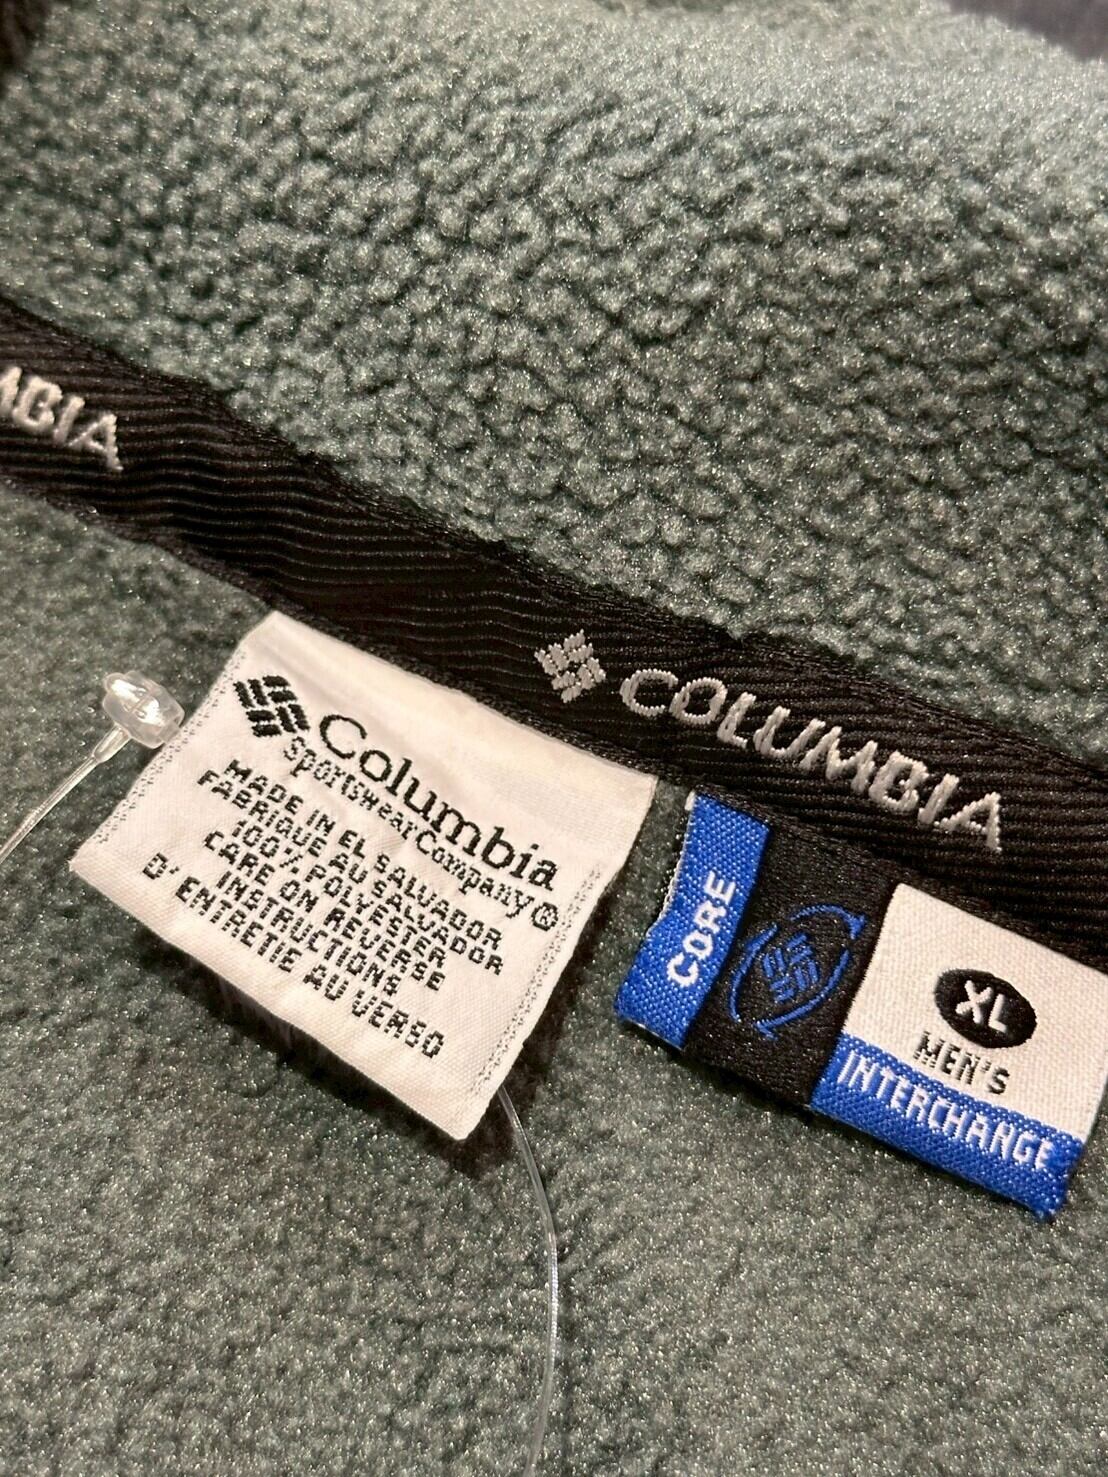 MBIA
COLUMBIA
Columbia
Sportswear Company®
MADE IN EL SALVADOR
FABRIQUE AU SALVADOR
100% POLYESTER
CARE ON REVERSE
INSTRUCTIONS
D'ENTRETIE AU VERSO
CORE
XL
MEN'S
INTERCHANGE